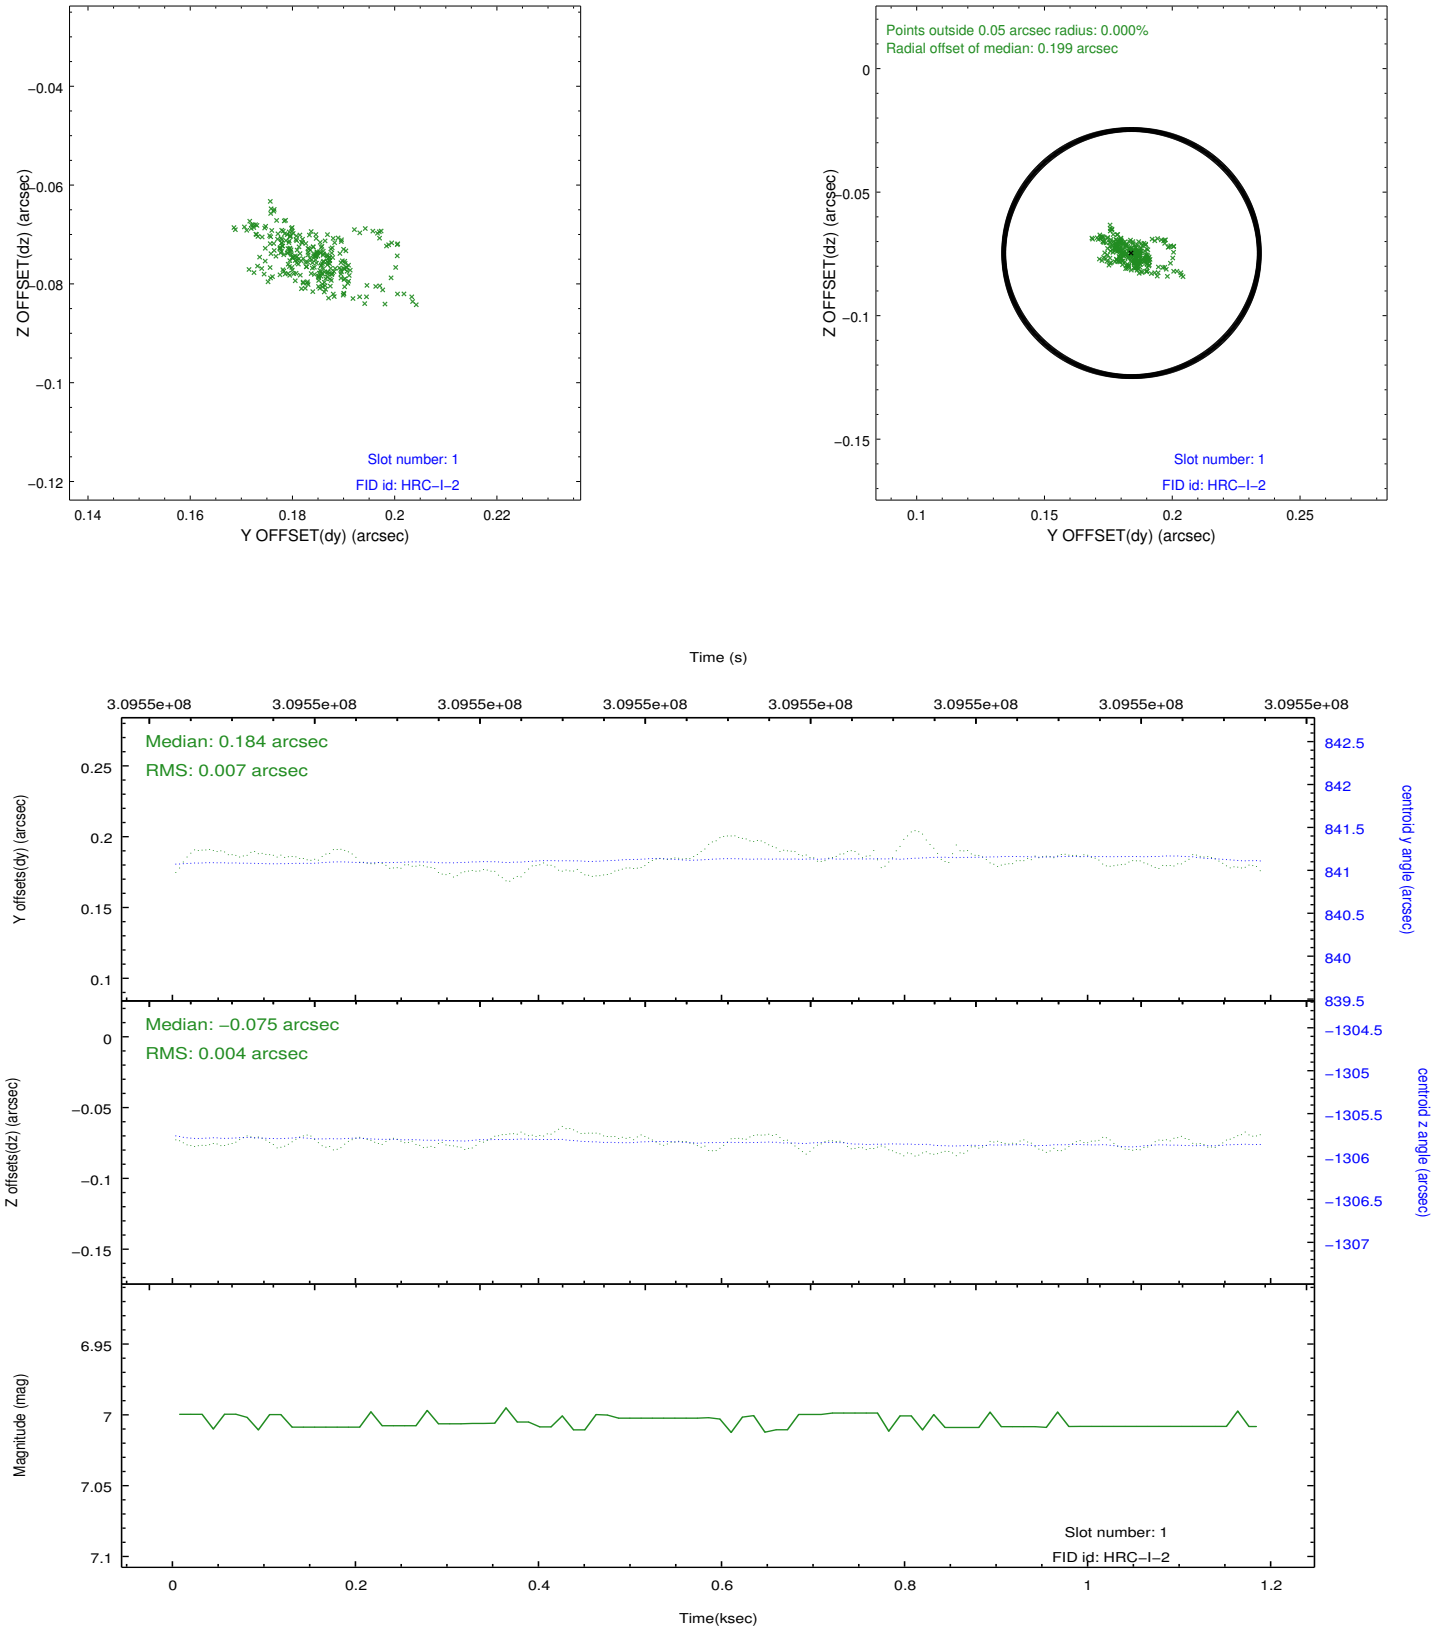 −0.04
−0.06
−0.08
−0.1
−0.12
Z OFFSET(dz) (arcsec)
Slot number: 1
FID id: HRC−I−2
0.14
0.16
0.18
0.2
0.22
Y OFFSET(dy) (arcsec)
Points outside 0.05 arcsec radius: 0.000%
Radial offset of median: 0.199 arcsec
0
−0.05
−0.1
−0.15
Z OFFSET(dz) (arcsec)
Slot number: 1
FID id: HRC−I−2
0.1
0.15
0.2
0.25
Y OFFSET(dy) (arcsec)
Time (s)
3.0955e+08
3.0955e+08
3.0955e+08
3.0955e+08
3.0955e+08
3.0955e+08
3.0955e+08
3.0955e+08
Median: 0.184 arcsec
RMS: 0.007 arcsec
0.25
0.2
0.15
0.1
Y offsets(dy) (arcsec)
842.5
842
841.5
841
840.5
840
839.5
centroid y angle (arcsec)
Median: −0.075 arcsec
RMS: 0.004 arcsec
0
−0.05
−0.1
−0.15
Z offsets(dz) (arcsec)
−1304.5
−1305
−1305.5
−1306
−1306.5
−1307
centroid z angle (arcsec)
6.95
7
7.05
7.1
Magnitude (mag)
Slot number: 1
FID id: HRC−I−2
0
0.2
0.4
0.6
0.8
1
1.2
Time(ksec)